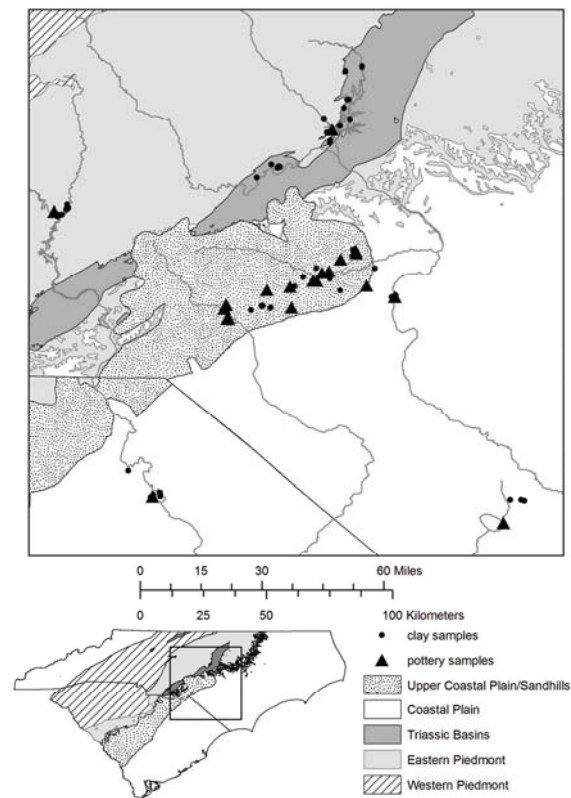 0 15 30 60 Miles
0 25 50 100 Kilometers
clay samples
pottery samples
Upper Coastal Plain/Sandhills
Coastal Plain
Triassic Basins
Eastern Piedmont
Western Piedmont